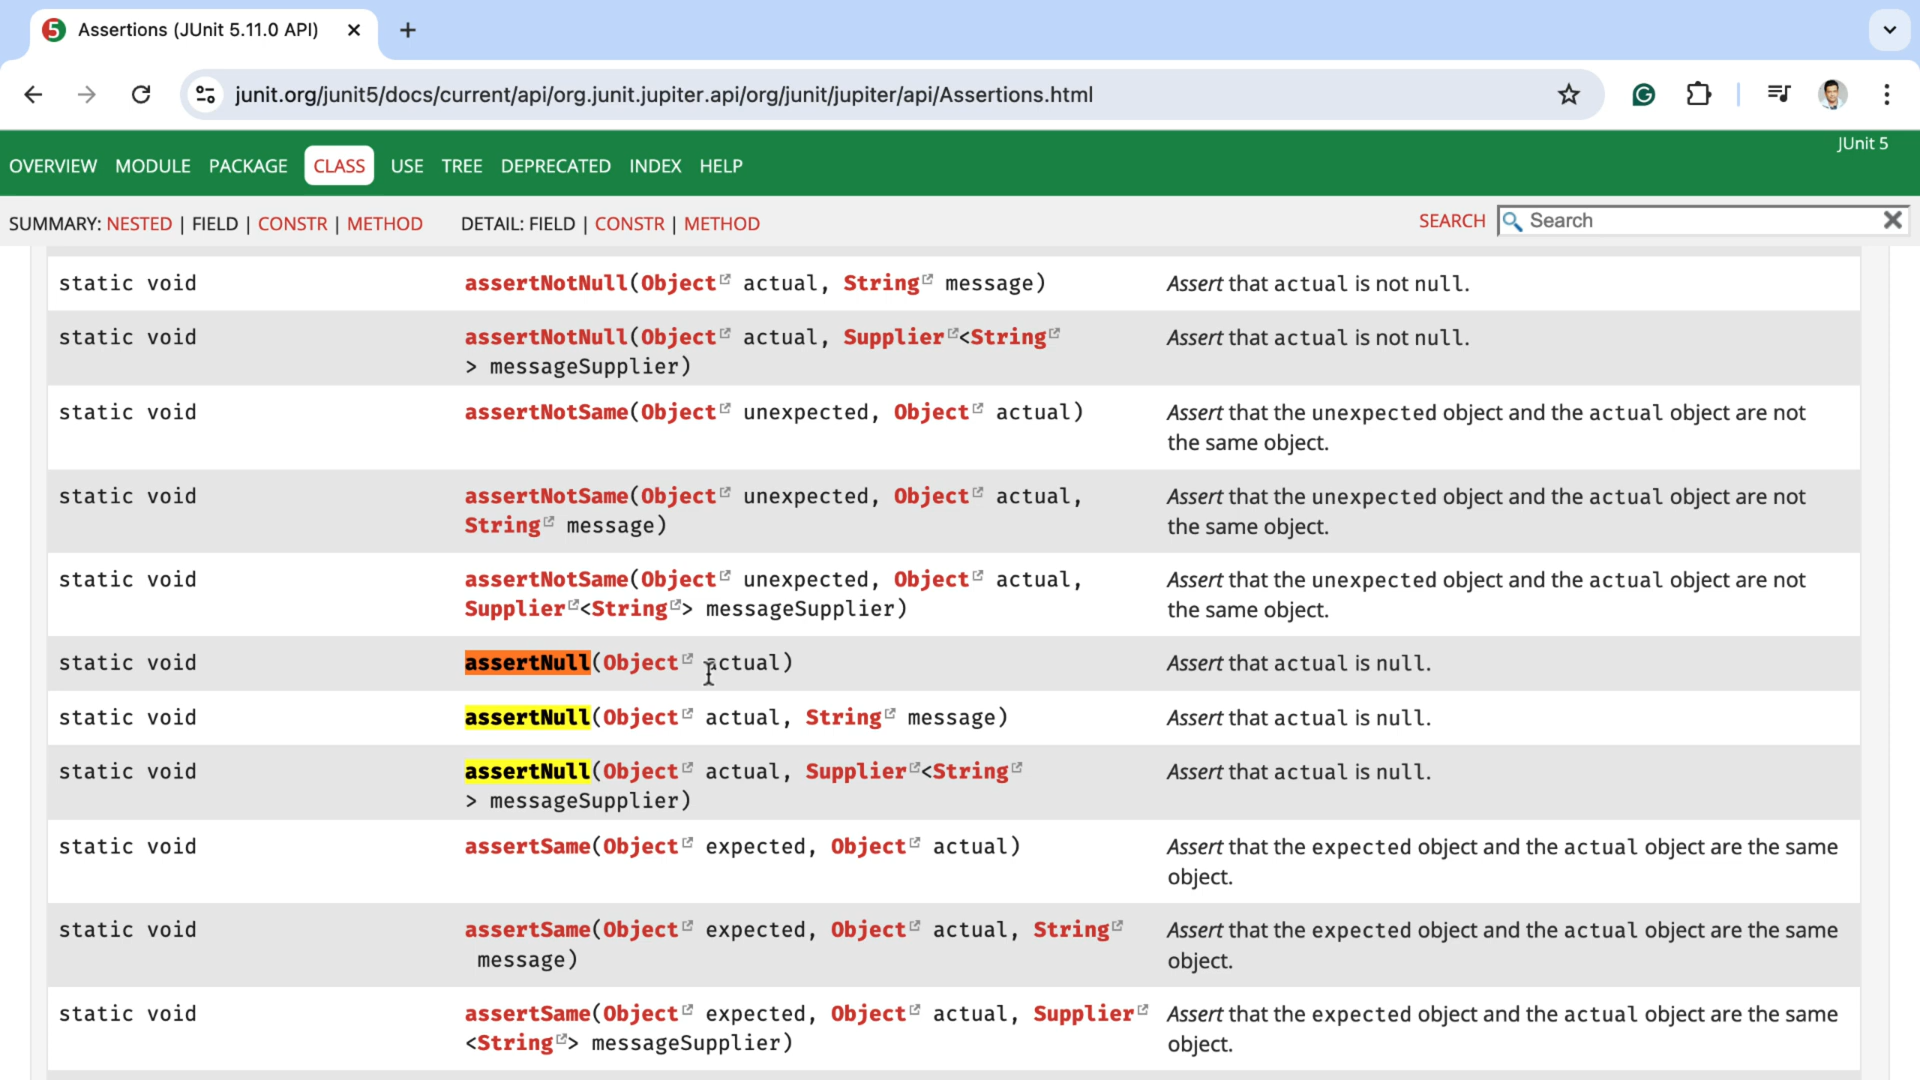 Assertions (JUnit 5.11.0 API)
junit.org/junit5/docs/current/api/org.junit.jupiter.api/org/junit/jupiter/api/Assertions.html
JUnit 5
OVERVIEW MODULE PACKAGE CLASS USE TREE DEPRECATED INDEX HELP
SUMMARY: NESTED | FIELD | CONSTR | METHOD DETAIL: FIELD | CONSTR | METHOD SEARCH Search
static void assertNotNull(Object actual, String message) Assert that actual is not null.
static void assertNotNull(Object actual, Supplier<String Assert that actual is not null.
> messageSupplier)
static void assertNotSame(Object unexpected, Object actual) Assert that the unexpected object and the actual object are not
the same object.
static void assertNotSame(Object unexpected, Object actual, Assert that the unexpected object and the actual object are not
String message) the same object.
static void assertNotSame(Object unexpected, Object actual, Assert that the unexpected object and the actual object are not
Supplier<String> messageSupplier) the same object.
static void assertNull(Object actual) Assert that actual is null.
static void assertNull(Object actual, String message) Assert that actual is null.
static void assertNull(Object actual, Supplier<String Assert that actual is null.
> messageSupplier)
static void assertSame(Object expected, Object actual) Assert that the expected object and the actual object are the same
object.
static void assertSame(Object expected, Object actual, String Assert that the expected object and the actual object are the same
message) object.
static void assertSame(Object expected, Object actual, Supplier Assert that the expected object and the actual object are the same
<String> messageSupplier) object.